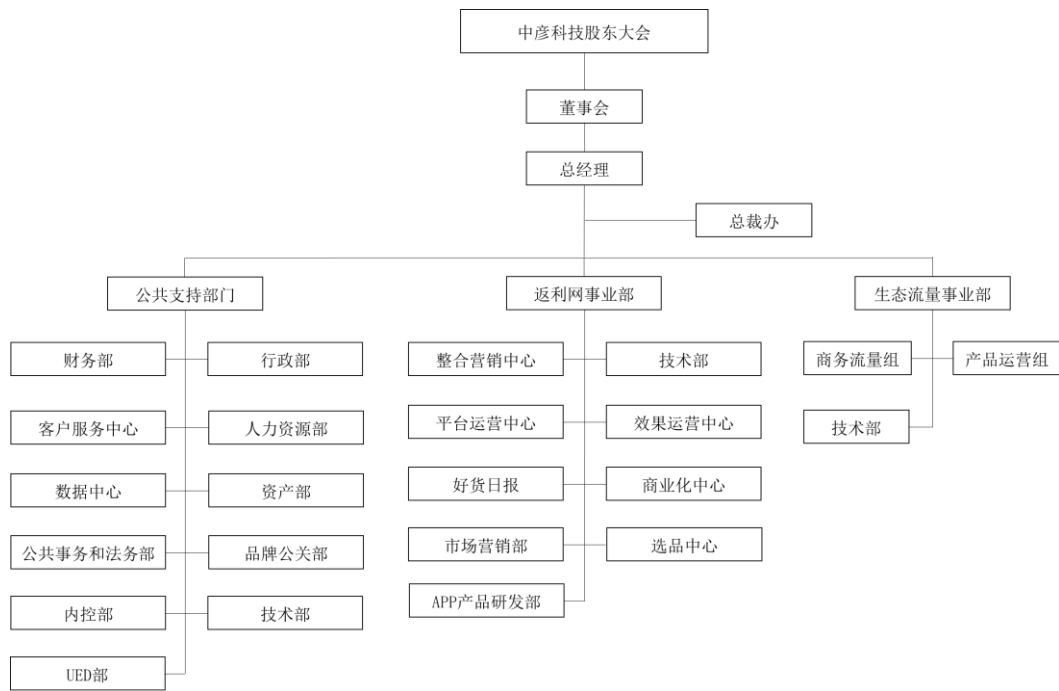 中彦科技股东大会
董事会
总经理
总裁办
公共支持部门
返利网事业部
生态流量事业部
财务部
行政部
整合营销中心
技术部
商务流量组
产品运营组
客户服务中心
人力资源部
平台运营中心
效果运营中心
技术部
数据中心
资产部
好货日报
商业化中心
公共事务和法务部
品牌公关部
市场营销部
选品中心
内控部
技术部
APP产品研发部
UED部